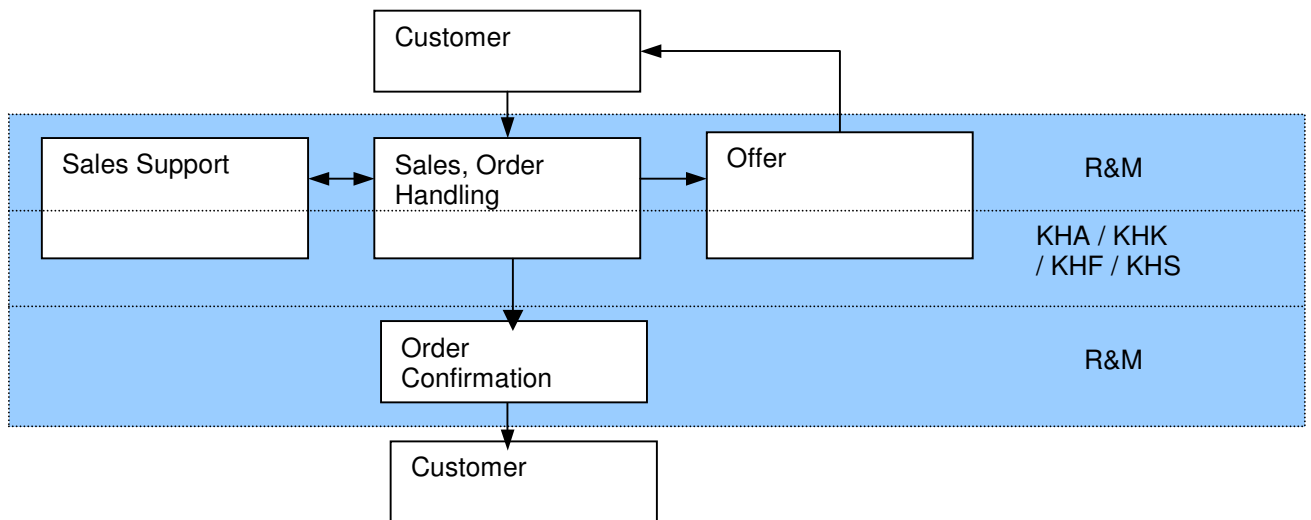 Customer
Sales Support
Sales, Order
Handling
Offer
R&M
KHA / KHK
/ KHF / KHS
Order
Confirmation
R&M
Customer